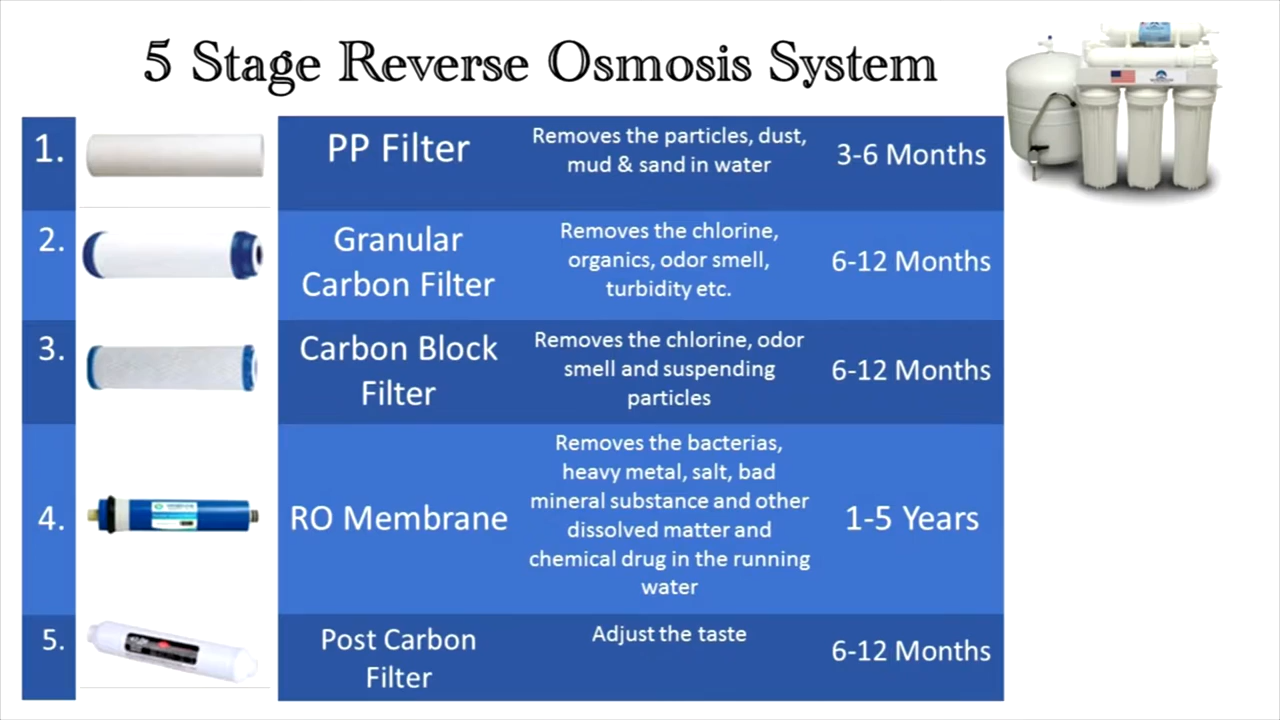 5 Stage Reverse Osmosis System
1.
PP Filter
Removes the particles, dust,
mud & sand in water
3-6 Months
2.
Granular
Carbon Filter
Removes the chlorine,
organics, odor smell,
turbidity etc.
6-12 Months
3.
Carbon Block
Filter
Removes the chlorine, odor
smell and suspending
particles
6-12 Months
4.
RO Membrane
Removes the bacterias,
heavy metal, salt, bad
mineral substance and other
dissolved matter and
chemical drug in the running
water
1-5 Years
5.
Post Carbon
Filter
Adjust the taste
6-12 Months